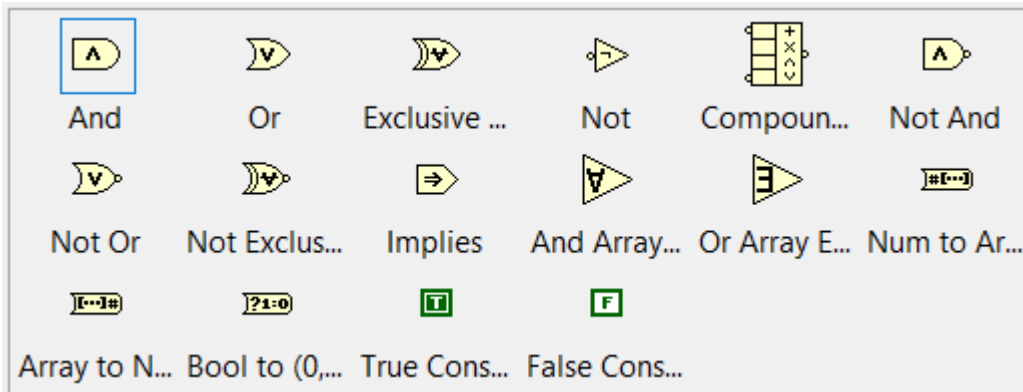 And Or Exclusive ... Not Compoun... Not And
Not Or Not Exclus... Implies And Array... Or Array E... Num to Ar...
Array to N... Bool to (0,... True Cons... False Cons...